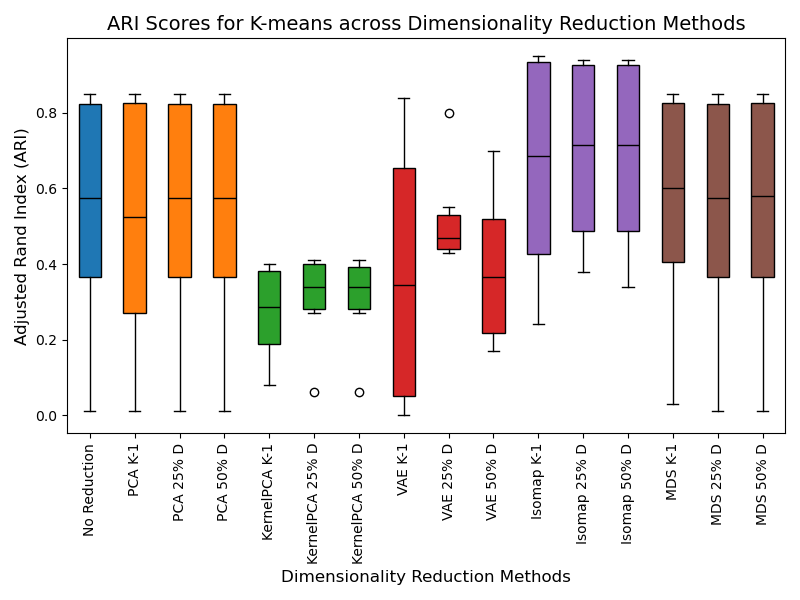 ARI Scores for K-means across Dimensionality Reduction Methods
Adjusted Rand Index (ARI)
0.8
0.6
0.4
0.2
0.0
No Reduction
PCA K-1
PCA 25% D
PCA 50% D
KernelPCA K-1
KernelPCA 25% D
KernelPCA 50% D
VAE K-1
VAE 25% D
VAE 50% D
Isomap K-1
Isomap 25% D
Isomap 50% D
MDS K-1
MDS 25% D
MDS 50% D
Dimensionality Reduction Methods